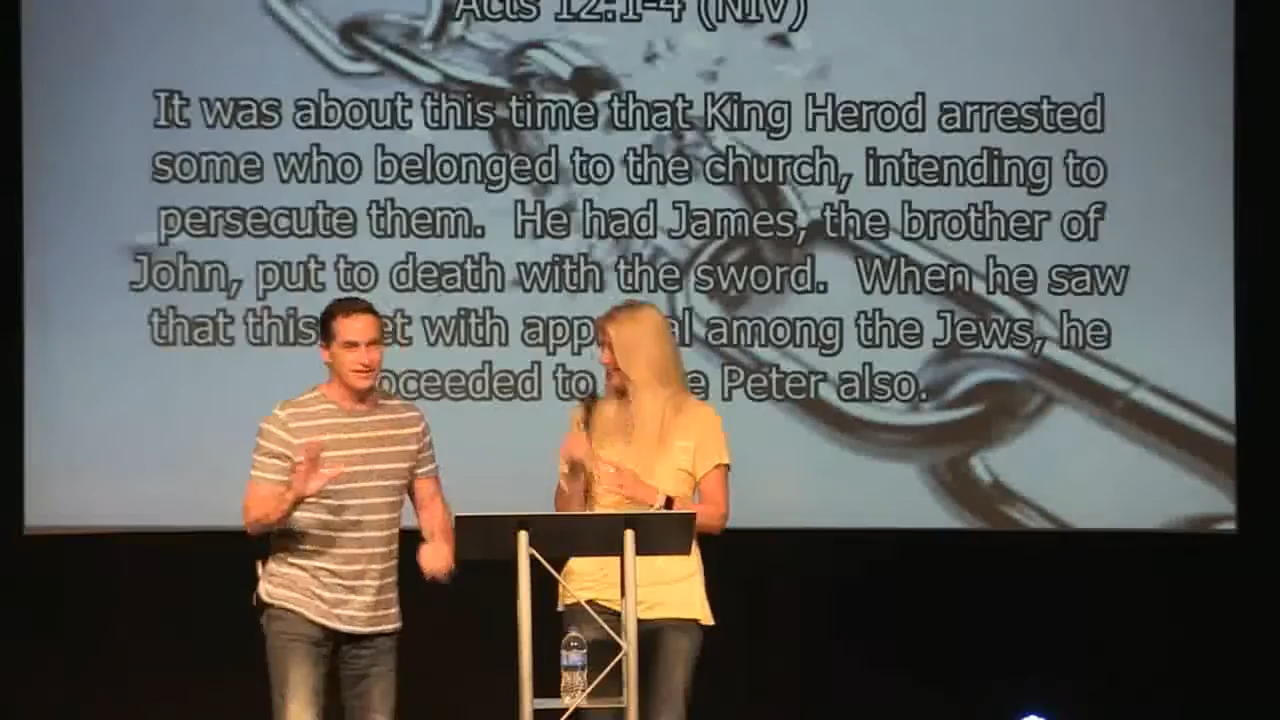 Acts 12:1-4 (NIV)
It was about this time that King Herod arrested
some who belonged to the church, intending to
persecute them. He had James, the brother of
John, put to death with the sword. When he saw
that this with among the Jews, he
to Peter also.